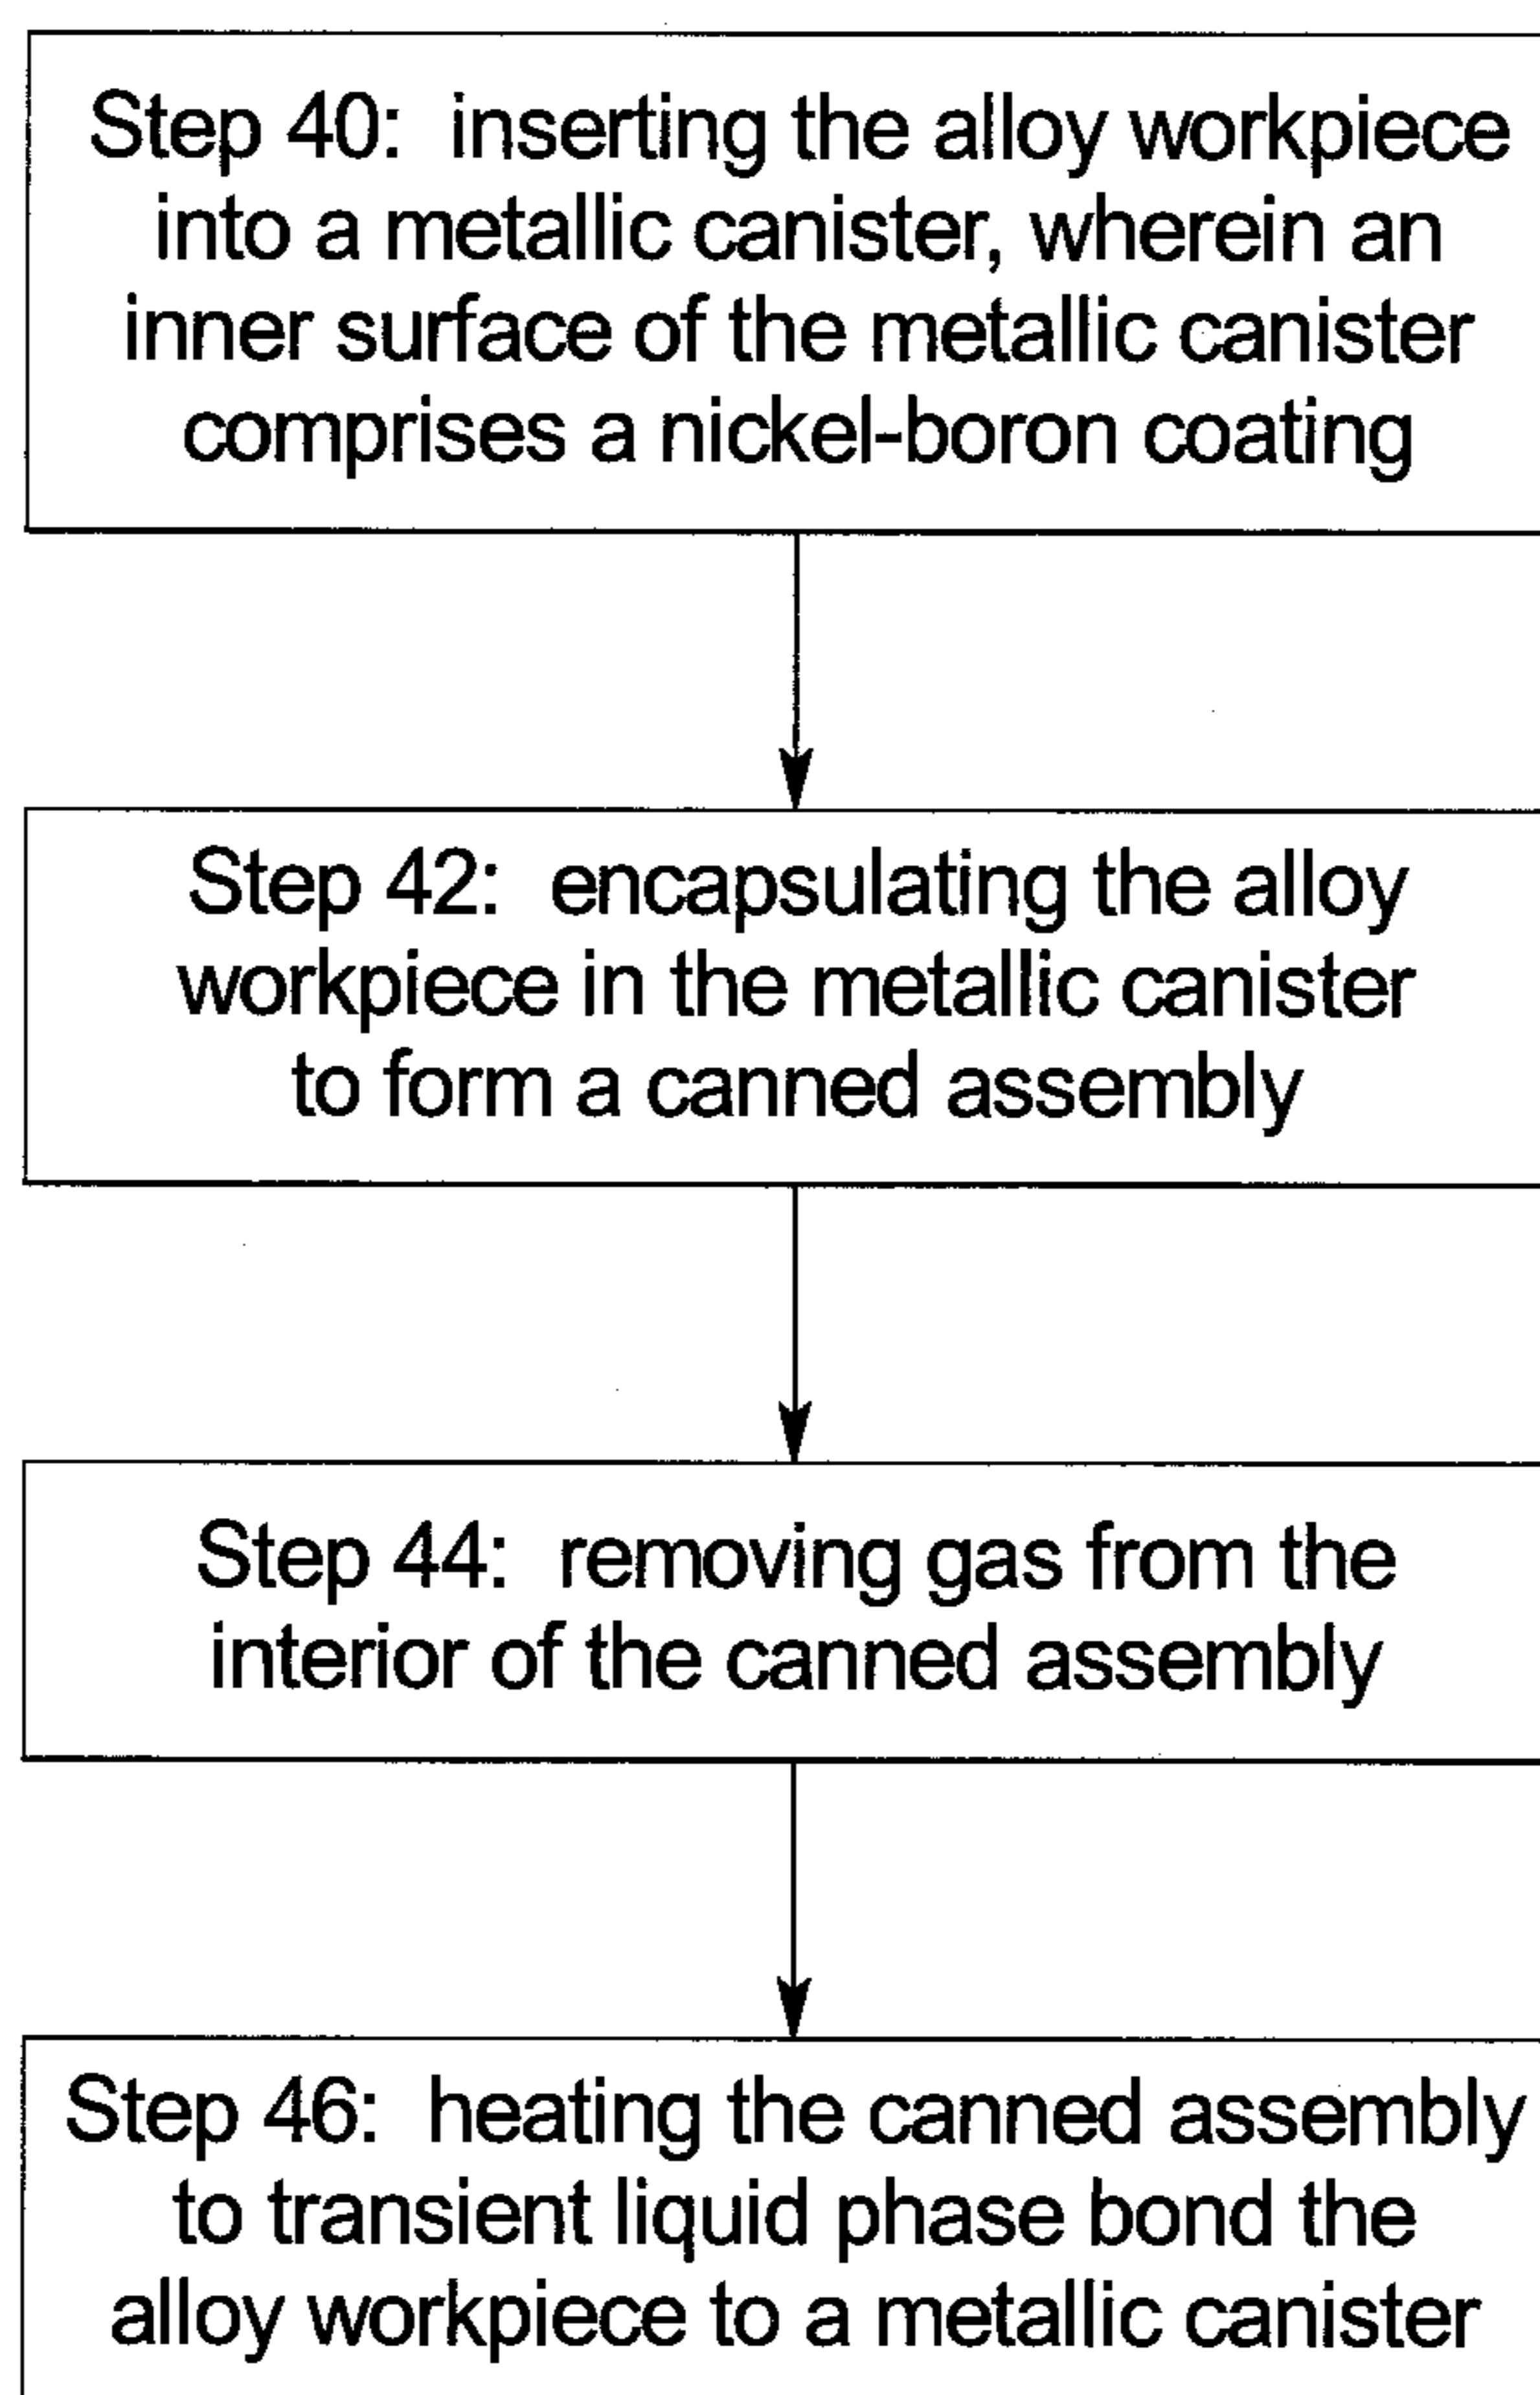 Step 40: inserting the alloy workpiece
into a metallic canister, wherein an
inner surface of the metallic canister
comprises a nickel-boron coating
Step 42: encapsulating the alloy
workpiece in the metallic canister
to form a canned assembly
Step 44: removing gas from the
interior of the canned assembly
Step 46: heating the canned assembly
to transient liquid phase bond the
alloy workpiece to a metallic canister